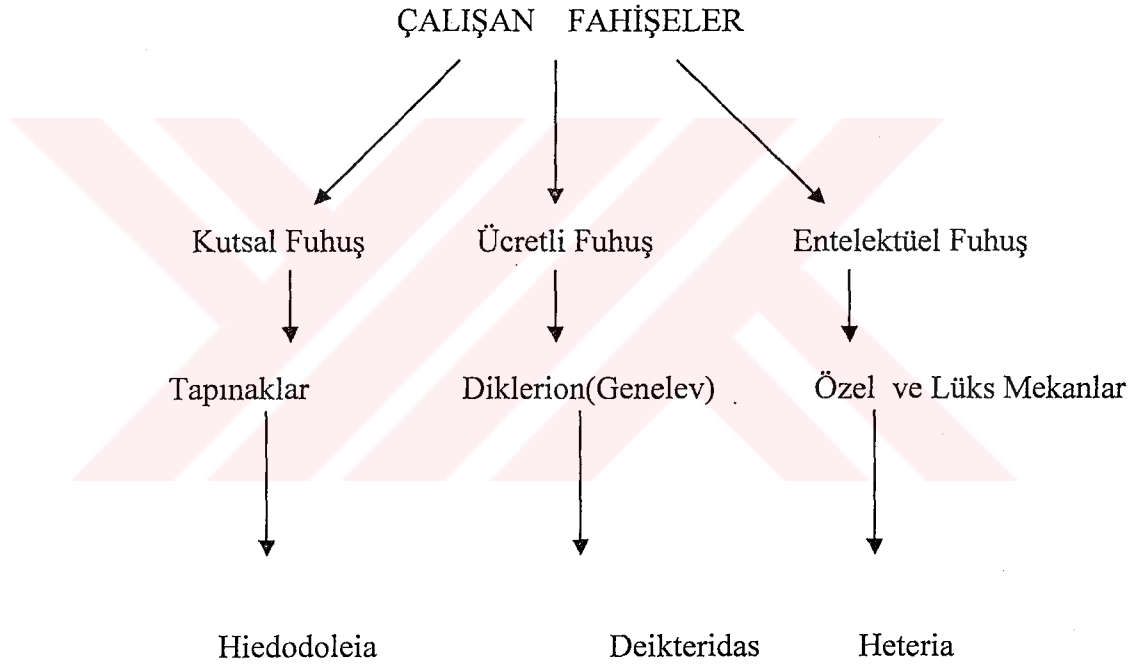 ÇALIŞAN FAHİŞELER
Kutsal Fuhuş Ücretli Fuhuş Entelektüel Fuhuş
Tapınaklar Diklerion(Genelev) Özel ve Lüks Mekanlar
Hiedodoleia Deikteridas Heteria